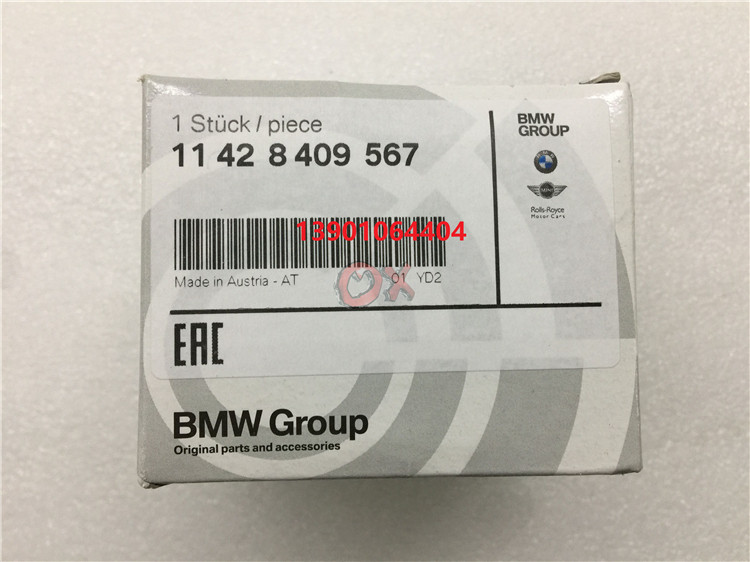 1 Stück / piece
11 42 8 409 567
BMW
GROUP
Rolls-Royce
Motor Cars
13901064404
Made in Austria - AT
01 YD2
OX
EAC
BMW Group
Original parts and accessories